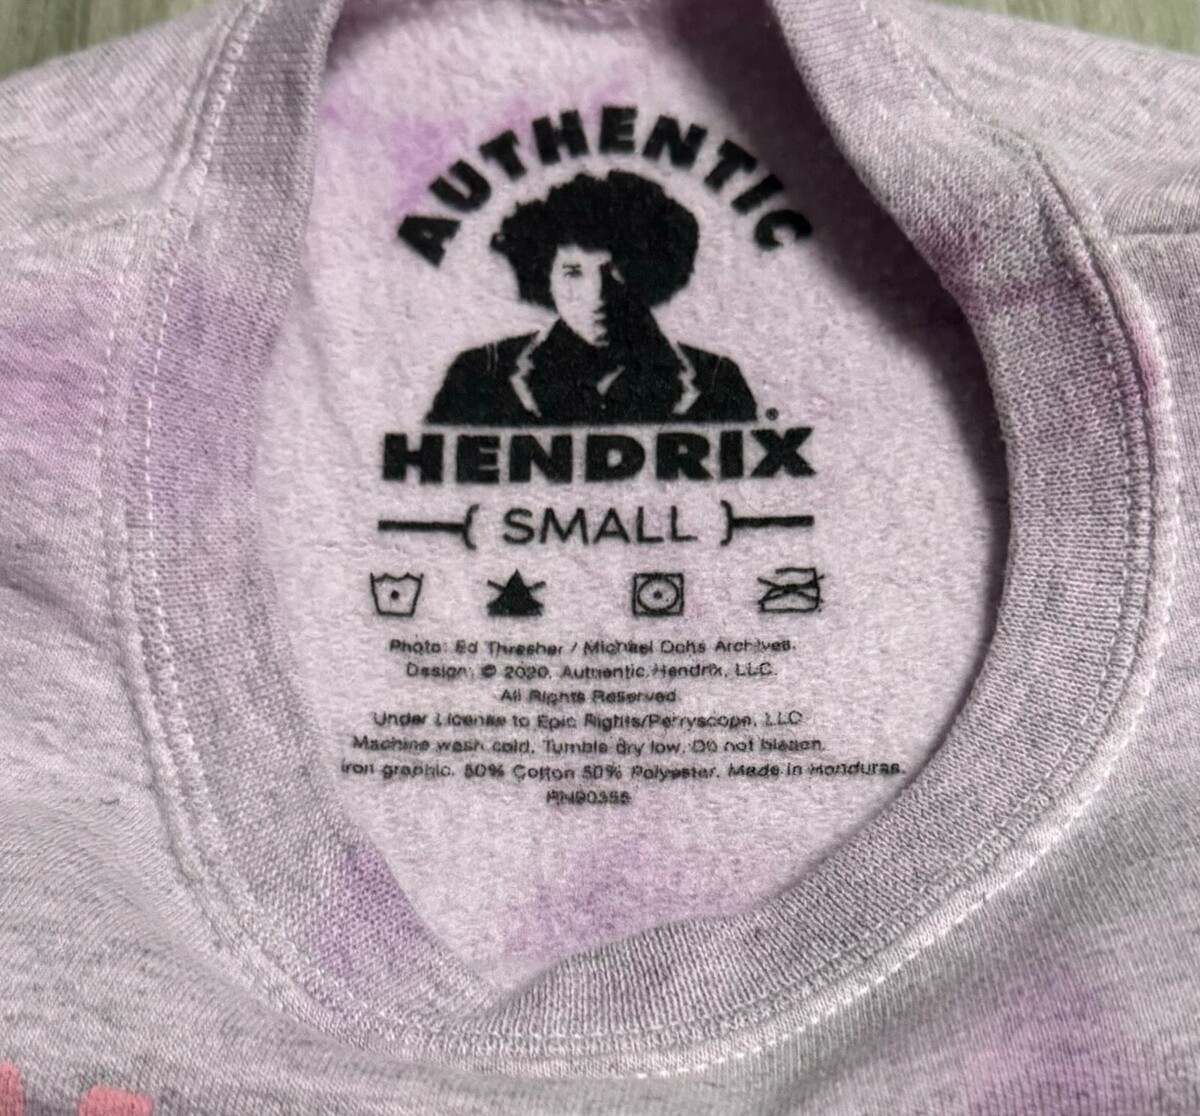 AUTHENTIC
®
HENDRIX
{ SMALL }
Photo: Ed Thrasher / Michael Ochs Archives.
Design: © 2020, Authentic Hendrix, LLC.
All Rights Reserved
Under License to Epic Rights/Perryscope, LLC
Machine wash cold. Tumble dry low. Do not bleach.
Iron graphic. 50% Cotton 50% Polyester. Made in Honduras.
RN90355